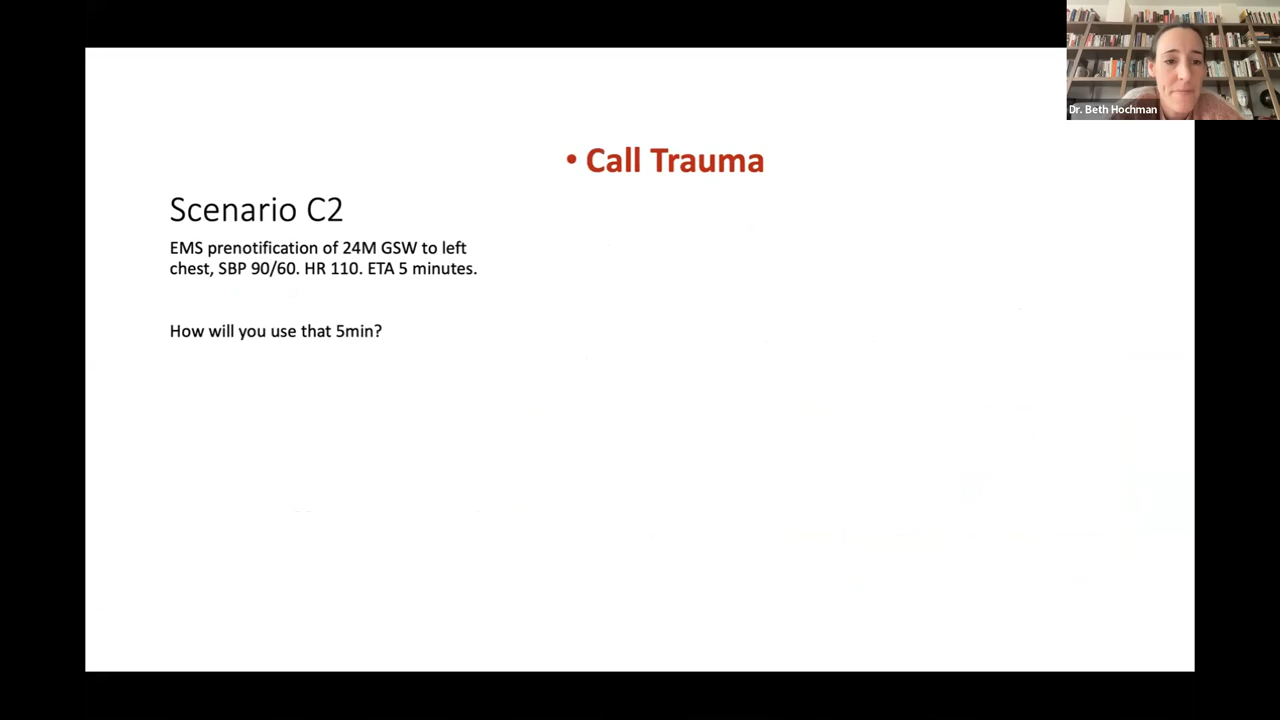 Dr. Beth Hochman
• Call Trauma
Scenario C2
EMS prenotification of 24M GSW to left
chest, SBP 90/60. HR 110. ETA 5 minutes.
How will you use that 5min?